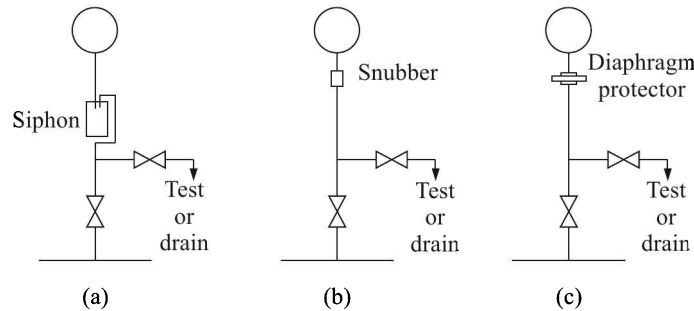 Siphon
Test
or
drain
(a)
Snubber
Test
or
drain
(b)
Diaphragm
protector
Test
or
drain
(c)